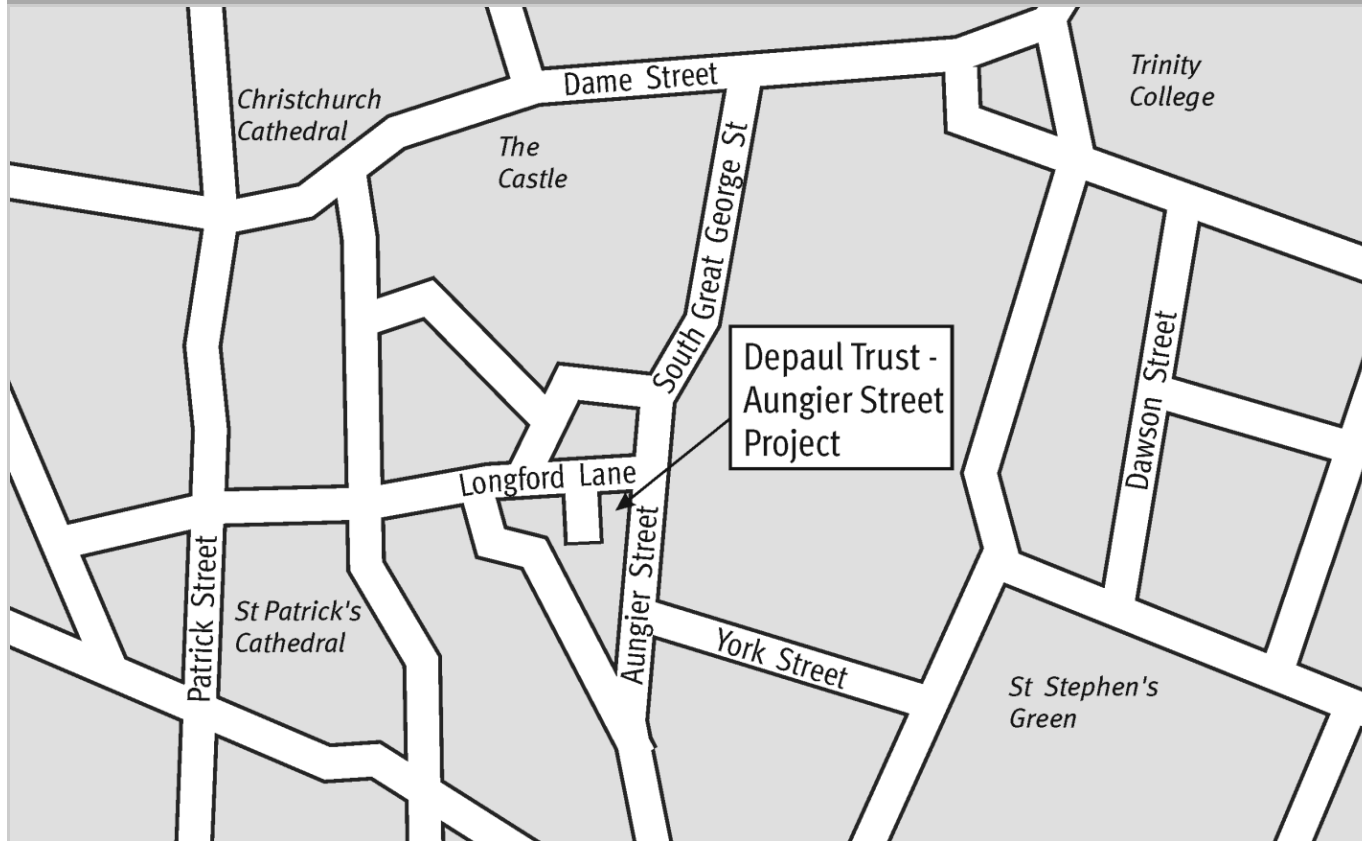 Dame Street
Trinity
College
Christchurch
Cathedral
The
Castle
South Great George St
Depaul Trust -
Aungier Street
Project
Dawson Street
Longford Lane
Patrick Street
St Patrick's
Cathedral
Aungier Street
York Street
St Stephen's
Green